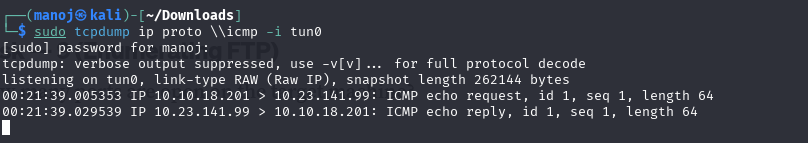 ┌──(manoj㉿kali)-[~/Downloads]
└─$ sudo tcpdump ip proto \\icmp -i tun0
[sudo] password for manoj:
tcpdump: verbose output suppressed, use -v[v]... for full protocol decode
listening on tun0, link-type RAW (Raw IP), snapshot length 262144 bytes
00:21:39.005353 IP 10.10.18.201 > 10.23.141.99: ICMP echo request, id 1, seq 1, length 64
00:21:39.029539 IP 10.23.141.99 > 10.10.18.201: ICMP echo reply, id 1, seq 1, length 64